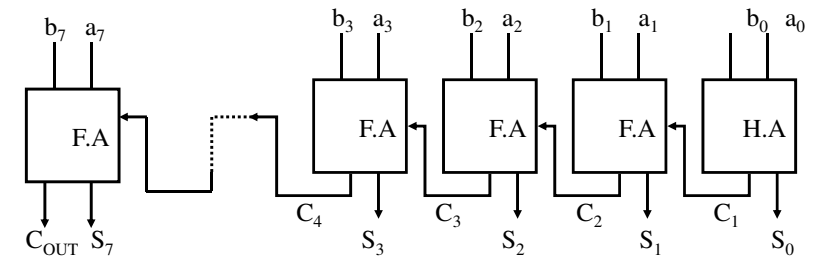 b₇ a₇ b₃ a₃ b₂ a₂ b₁ a₁ b₀ a₀
F.A F.A F.A F.A H.A
C₄ C₃ C₂ C₁
C_OUT S₇ S₃ S₂ S₁ S₀